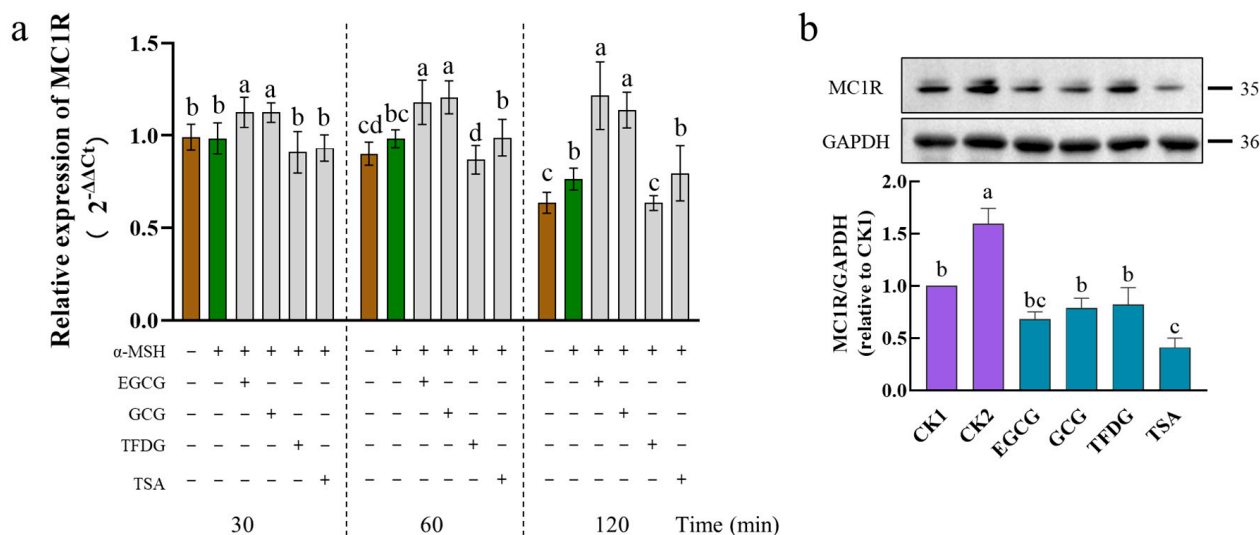 a
Relative expression of MC1R
( 2-ΔΔCt)
1.5
1.0
0.5
0.0
b b a a b b
cd bc a a d b
c b a a c b
α-MSH − + + + + + − + + + + + − + + + + +
EGCG − − + − − − − − + − − − − − + − − −
GCG − − − + − − − − − + − − − − − + − −
TFDG − − − − + − − − − − + − − − − − + −
TSA − − − − − + − − − − − + − − − − − +
30 60 120 Time (min)
b
MC1R 35
GAPDH 36
MC1R/GAPDH
(relative to CK1)
2.0
1.5
1.0
0.5
0.0
b a bc b b c
CK1 CK2 EGCG GCG TFDG TSA